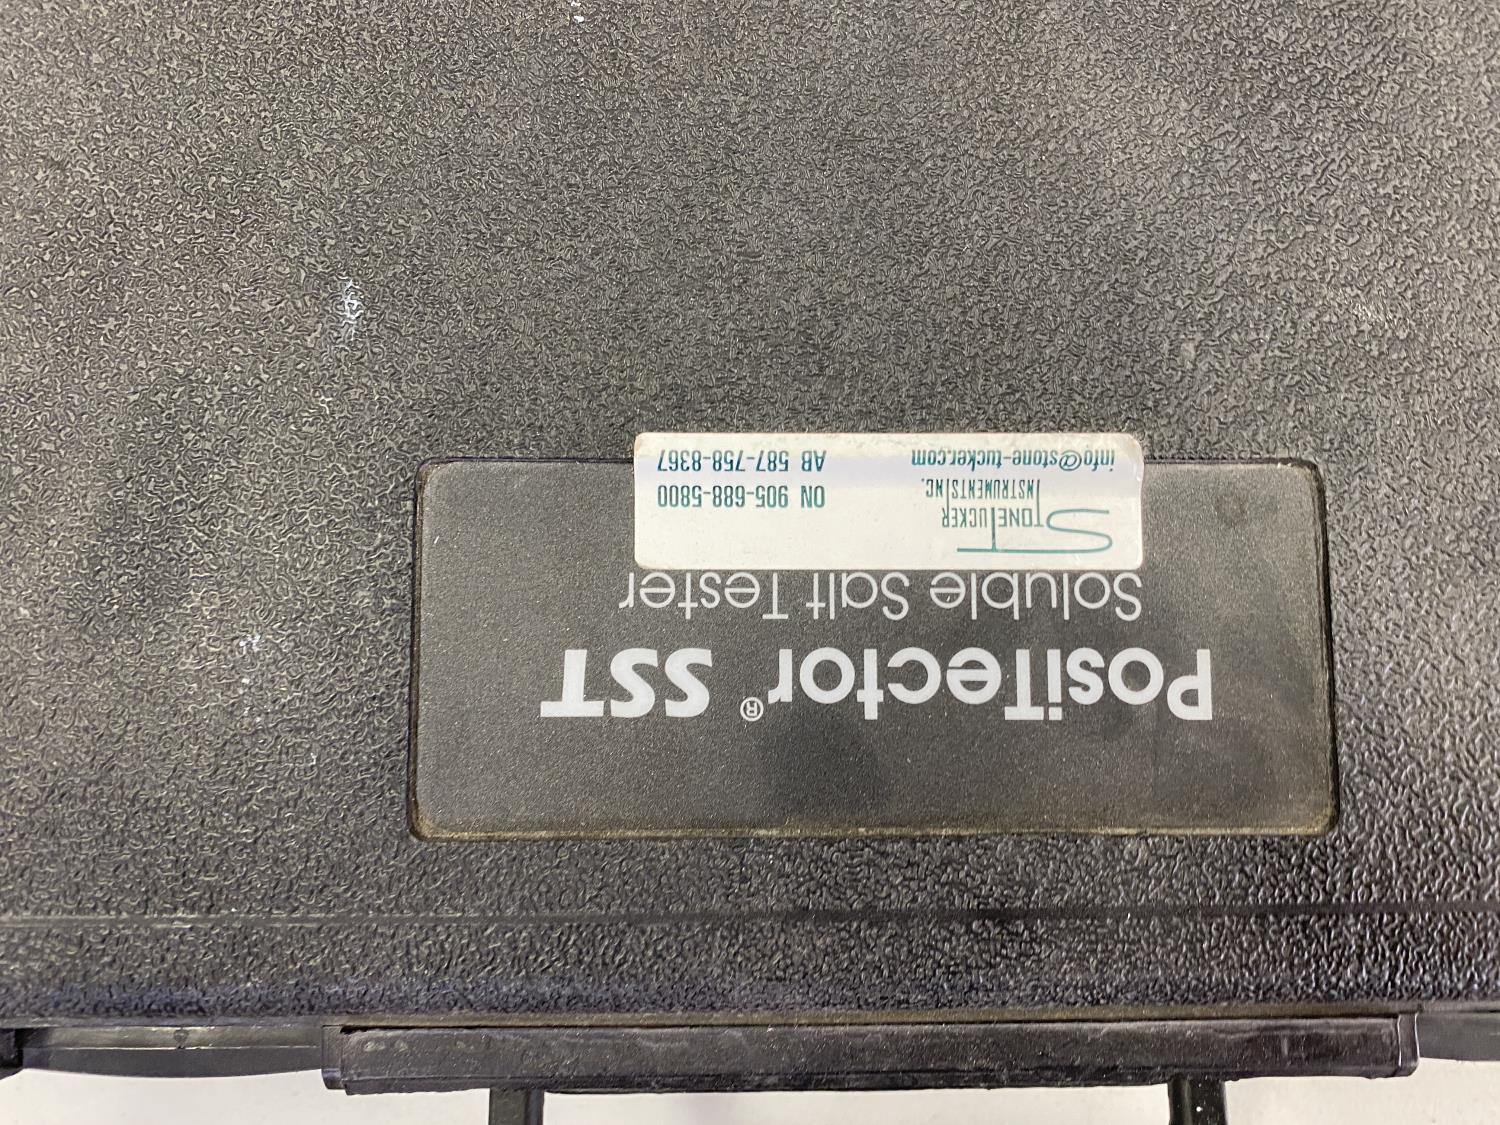 PosiTector® SST
Soluble Salt Tester
ST
STONE TUCKER
INSTRUMENTS INC.
info@stone-tucker.com
ON 905-688-5800
AB 587-758-8367